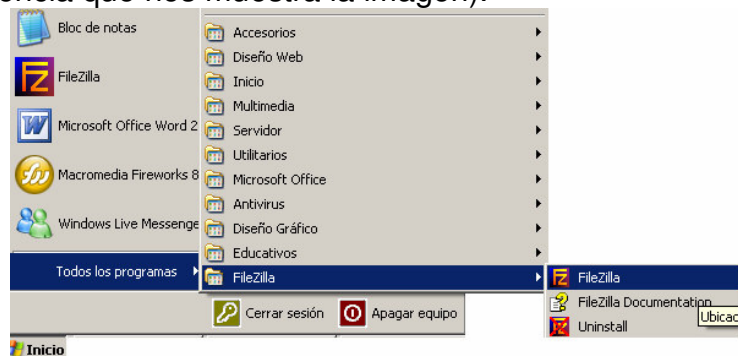 encia que nos muestra la imagen).
Bloc de notas
FileZilla
Microsoft Office Word 2
Macromedia Fireworks 8
Windows Live Messenge
Todos los programas
Accesorios
Diseño Web
Inicio
Multimedia
Servidor
Utilitarios
Microsoft Office
Antivirus
Diseño Gráfico
Educativos
FileZilla
FileZilla
FileZilla Documentation
Uninstall
Ubicac
Cerrar sesión
Apagar equipo
Inicio